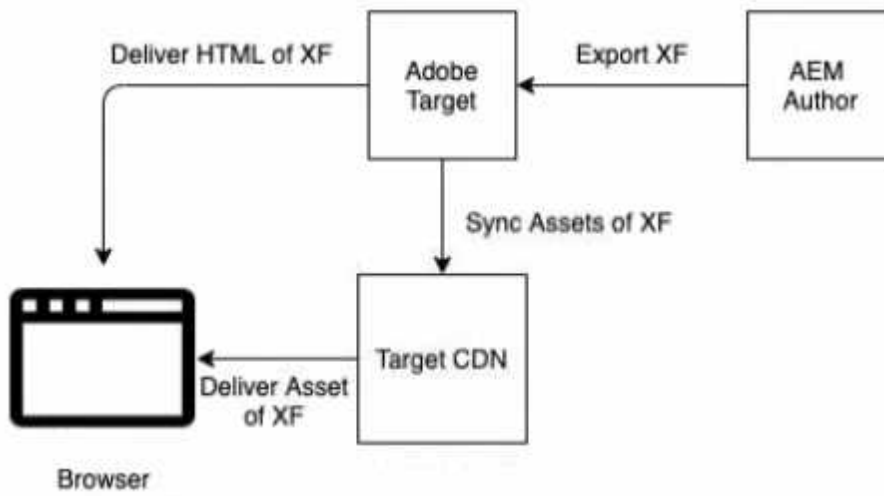 Deliver HTML of XF
Adobe
Target
Export XF
AEM
Author
Sync Assets of XF
Target CDN
Deliver Asset
of XF
Browser